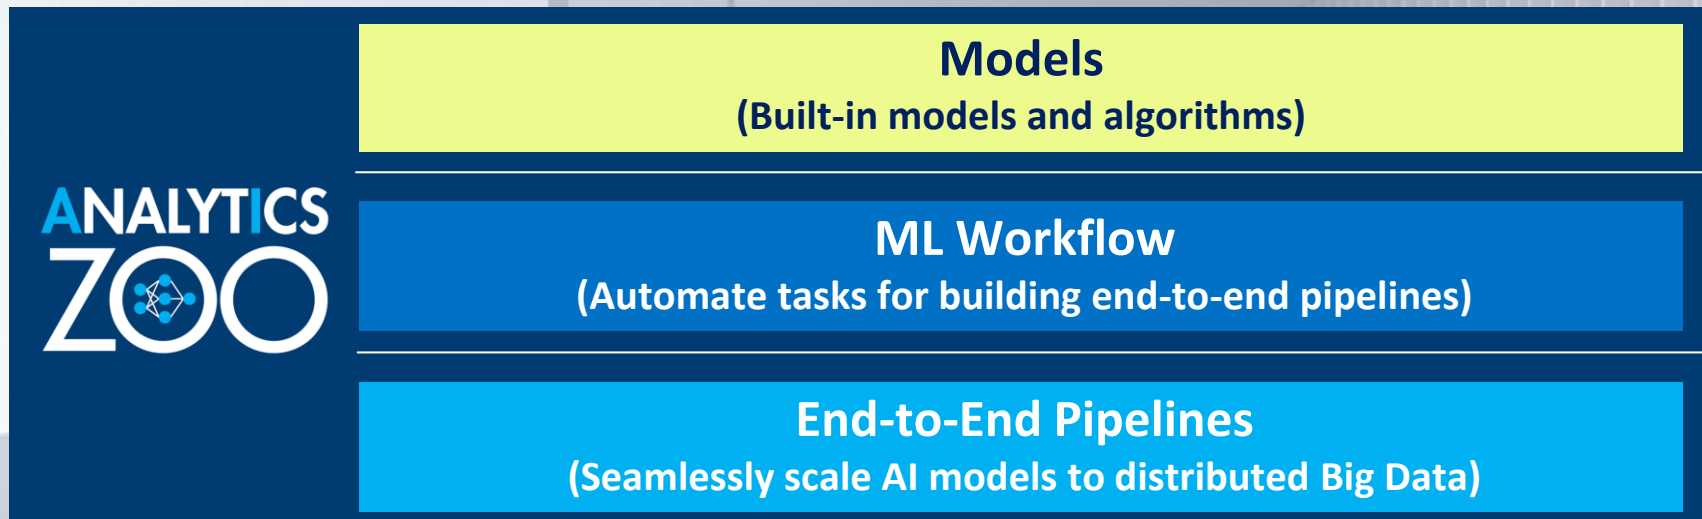 ANALYTICS
ZOO
Models
(Built-in models and algorithms)
ML Workflow
(Automate tasks for building end-to-end pipelines)
End-to-End Pipelines
(Seamlessly scale AI models to distributed Big Data)